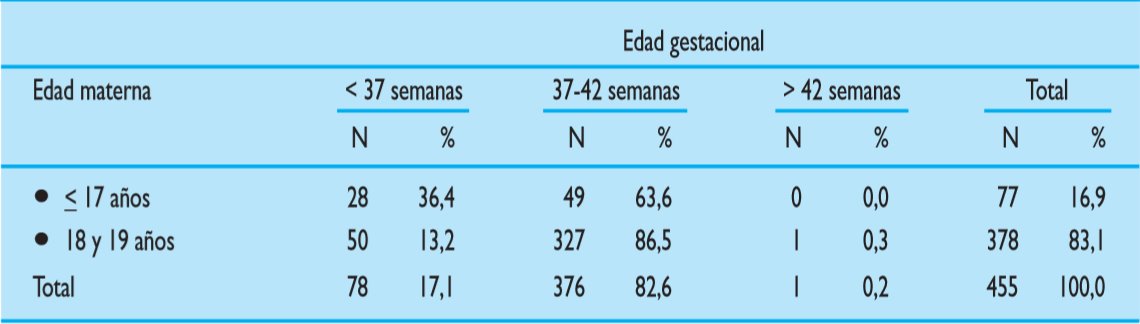 Edad gestacional
Edad materna < 37 semanas 37-42 semanas > 42 semanas Total
N % N % N % N %
• ≤ 17 años 28 36,4 49 63,6 0 0,0 77 16,9
• 18 y 19 años 50 13,2 327 86,5 1 0,3 378 83,1
Total 78 17,1 376 82,6 1 0,2 455 100,0